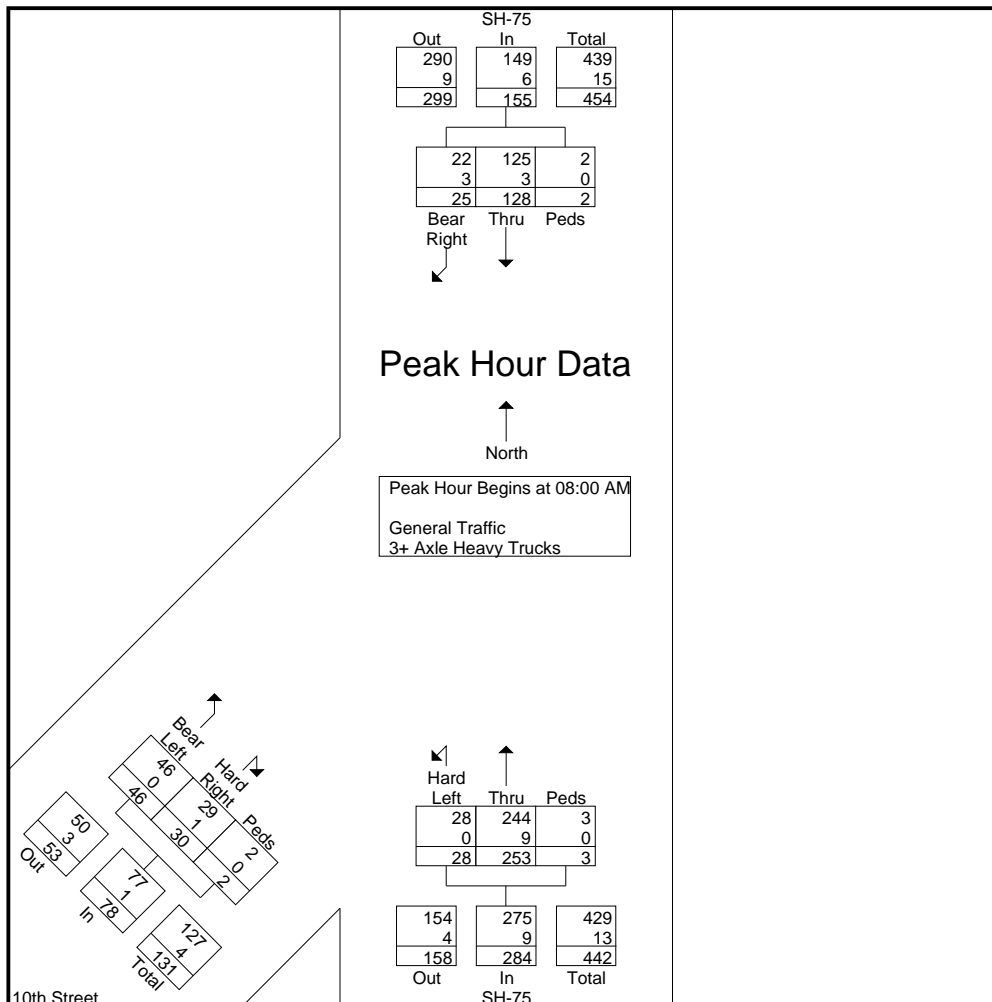 SH-75
Out In Total
290 149 439
9 6 15
299 155 454
22 125 2
3 3 0
25 128 2
Bear Thru Peds
Right
Peak Hour Data
North
Peak Hour Begins at 08:00 AM
General Traffic
3+ Axle Heavy Trucks
Bear
Left
Hard
Right
Peds
46 29 2
0 1 0
46 30 2
50
3
53
Out
77
1
78
In
127
4
131
Total
10th Street
Hard
Left Thru Peds
28 244 3
0 9 0
28 253 3
154 275 429
4 9 13
158 284 442
Out In Total
SH-75